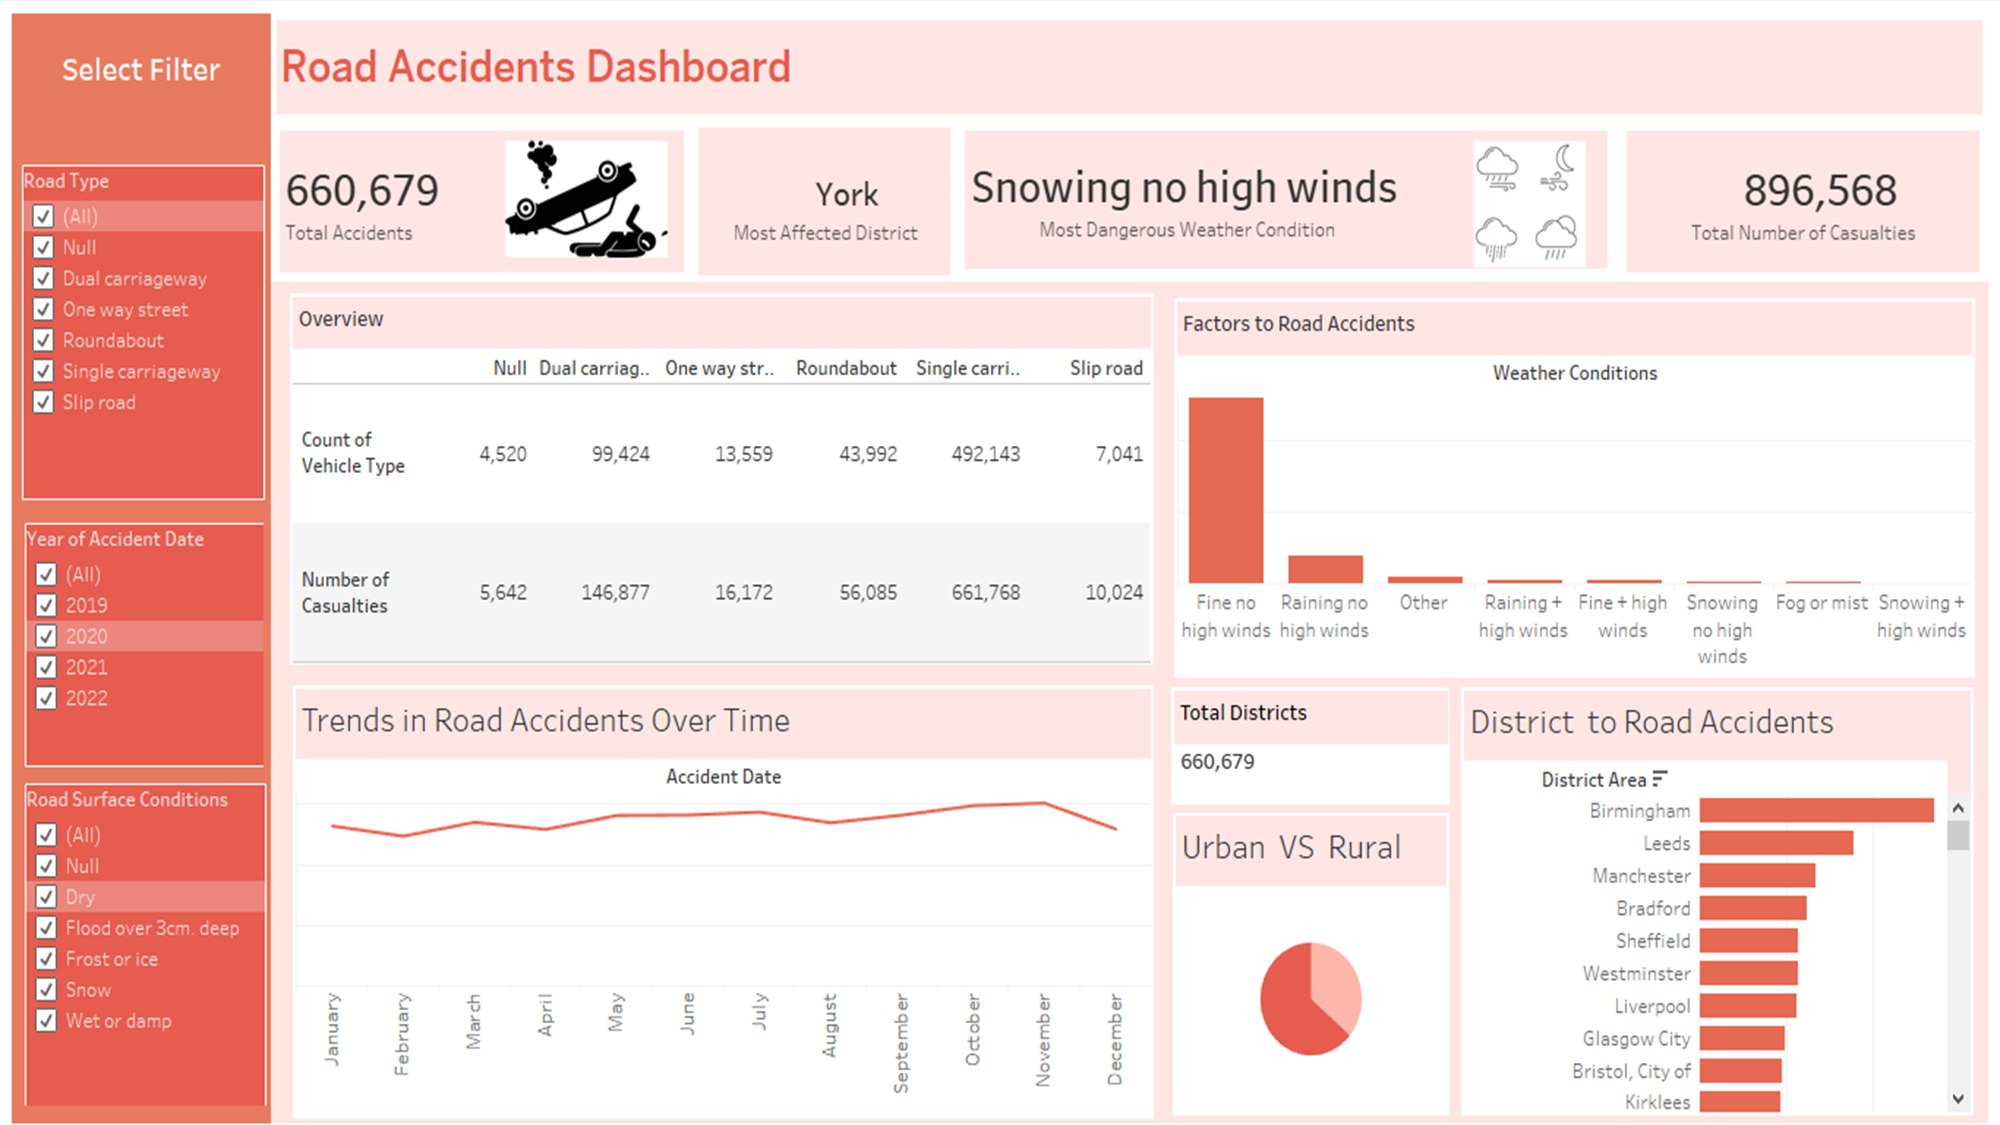 Select Filter
Road Type
(All)
Null
Dual carriageway
One way street
Roundabout
Single carriageway
Slip road
Year of Accident Date
(All)
2019
2020
2021
2022
Road Surface Conditions
(All)
Null
Dry
Flood over 3cm. deep
Frost or ice
Snow
Wet or damp
Road Accidents Dashboard
660,679
Total Accidents
York
Most Affected District
Snowing no high winds
Most Dangerous Weather Condition
896,568
Total Number of Casualties
Overview
Null Dual carriag.. One way str.. Roundabout Single carri.. Slip road
Count of
Vehicle Type
4,520 99,424 13,559 43,992 492,143 7,041
Number of
Casualties
5,642 146,877 16,172 56,085 661,768 10,024
Factors to Road Accidents
Weather Conditions
Fine no
high winds
Raining no
high winds
Other
Raining +
high winds
Fine + high
winds
Snowing
no high
winds
Fog or mist
Snowing +
high winds
Trends in Road Accidents Over Time
Accident Date
January
February
March
April
May
June
July
August
September
October
November
December
Total Districts
660,679
Urban VS Rural
District to Road Accidents
District Area
Birmingham
Leeds
Manchester
Bradford
Sheffield
Westminster
Liverpool
Glasgow City
Bristol, City of
Kirklees